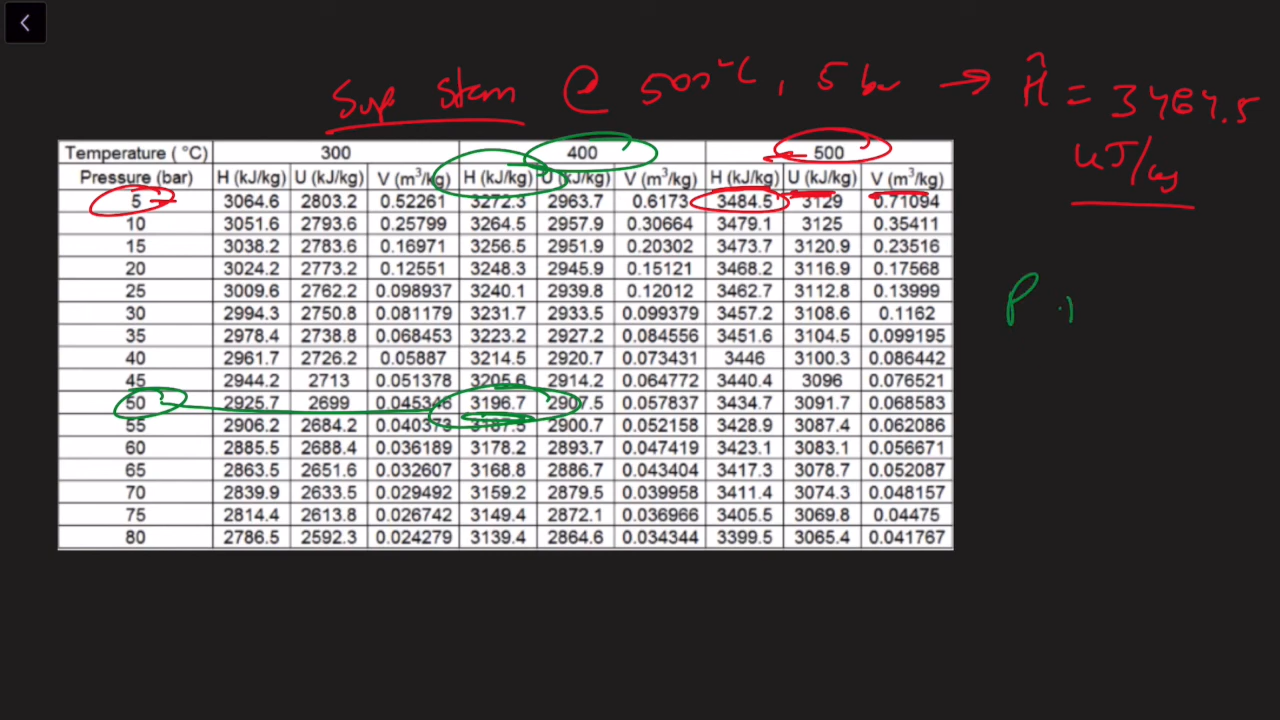 Sup Steam @ 500°C, 5 bar → Ĥ = 3484.5
kJ/kg
Temperature ( °C) 300 400 500
Pressure (bar) H (kJ/kg) U (kJ/kg) V (m³/kg) H (kJ/kg) U (kJ/kg) V (m³/kg) H (kJ/kg) U (kJ/kg) V (m³/kg)
5 3064.6 2803.2 0.52261 3272.3 2963.7 0.6173 3484.5 3129 0.71094
10 3051.6 2793.6 0.25799 3264.5 2957.9 0.30664 3479.1 3125 0.35411
15 3038.2 2783.6 0.16971 3256.5 2951.9 0.20302 3473.7 3120.9 0.23516
20 3024.2 2773.2 0.12551 3248.3 2945.9 0.15121 3468.2 3116.9 0.17568
25 3009.6 2762.2 0.098937 3240.1 2939.8 0.12012 3462.7 3112.8 0.13999
30 2994.3 2750.8 0.081179 3231.7 2933.5 0.099379 3457.2 3108.6 0.1162
35 2978.4 2738.8 0.068453 3223.2 2927.2 0.084556 3451.6 3104.5 0.099195
40 2961.7 2726.2 0.05887 3214.5 2920.7 0.073431 3446 3100.3 0.086442
45 2944.2 2713 0.051378 3205.6 2914.2 0.064772 3440.4 3096 0.076521
50 2925.7 2699 0.045346 3196.7 2907.5 0.057837 3434.7 3091.7 0.068583
55 2906.2 2684.2 0.040373 3187.5 2900.7 0.052158 3428.9 3087.4 0.062086
60 2885.5 2688.4 0.036189 3178.2 2893.7 0.047419 3423.1 3083.1 0.056671
65 2863.5 2651.6 0.032607 3168.8 2886.7 0.043404 3417.3 3078.7 0.052087
70 2839.9 2633.5 0.029492 3159.2 2879.5 0.039958 3411.4 3074.3 0.048157
75 2814.4 2613.8 0.026742 3149.4 2872.1 0.036966 3405.5 3069.8 0.04475
80 2786.5 2592.3 0.024279 3139.4 2864.6 0.034344 3399.5 3065.4 0.041767
P